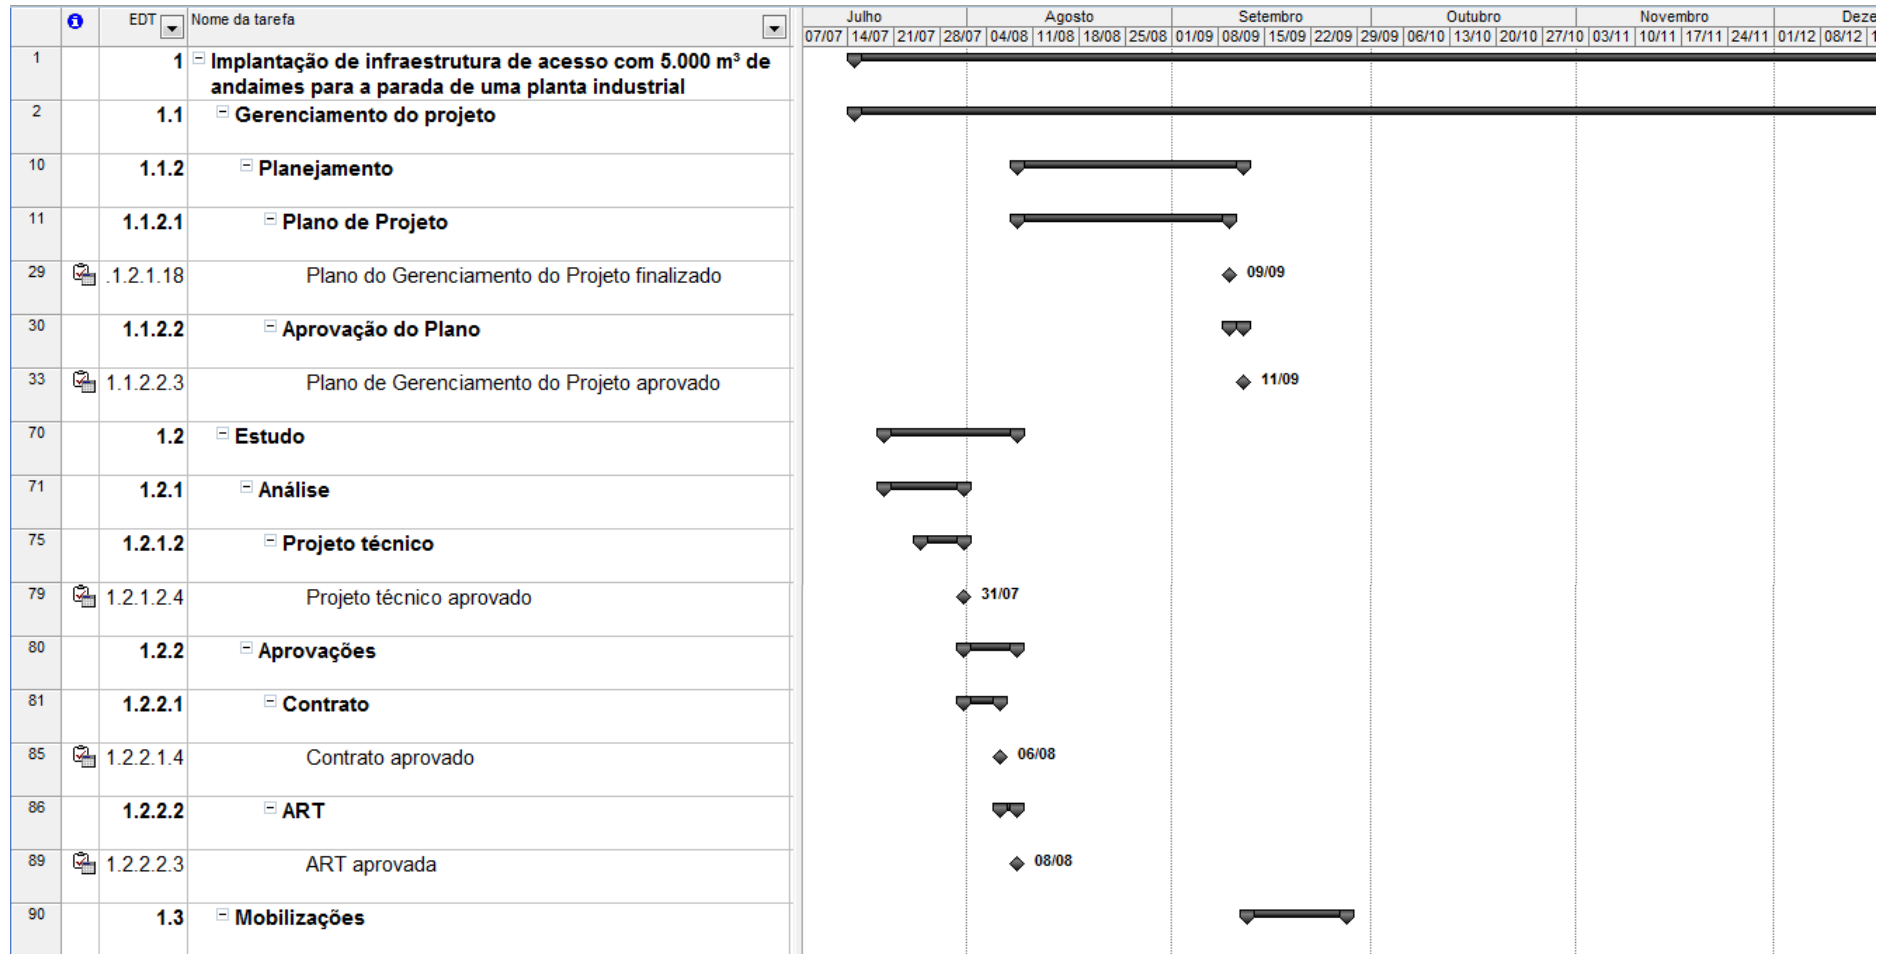 EDT Nome da tarefa
Julho Agosto Setembro Outubro Novembro Deze
07/07 14/07 21/07 28/07 04/08 11/08 18/08 25/08 01/09 08/09 15/09 22/09 29/09 06/10 13/10 20/10 27/10 03/11 10/11 17/11 24/11 01/12 08/12 1
1 1 Implantação de infraestrutura de acesso com 5.000 m³ de
andaimes para a parada de uma planta industrial
2 1.1 Gerenciamento do projeto
10 1.1.2 Planejamento
11 1.1.2.1 Plano de Projeto
29 .1.2.1.18 Plano do Gerenciamento do Projeto finalizado 09/09
30 1.1.2.2 Aprovação do Plano
33 1.1.2.2.3 Plano de Gerenciamento do Projeto aprovado 11/09
70 1.2 Estudo
71 1.2.1 Análise
75 1.2.1.2 Projeto técnico
79 1.2.1.2.4 Projeto técnico aprovado 31/07
80 1.2.2 Aprovações
81 1.2.2.1 Contrato
85 1.2.2.1.4 Contrato aprovado 06/08
86 1.2.2.2 ART
89 1.2.2.2.3 ART aprovada 08/08
90 1.3 Mobilizações